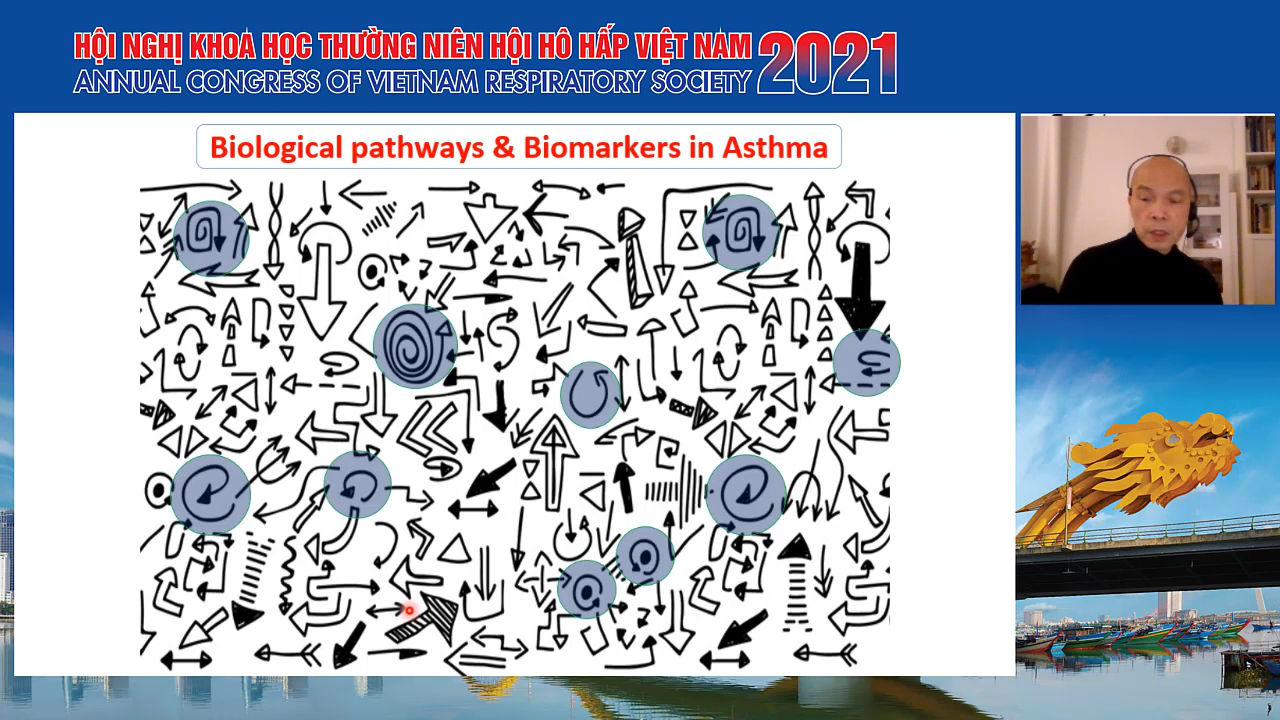 HỘI NGHỊ KHOA HỌC THƯỜNG NIÊN HỘI HÔ HẤP VIỆT NAM 2021
ANNUAL CONGRESS OF VIETNAM RESPIRATORY SOCIETY
Biological pathways & Biomarkers in Asthma